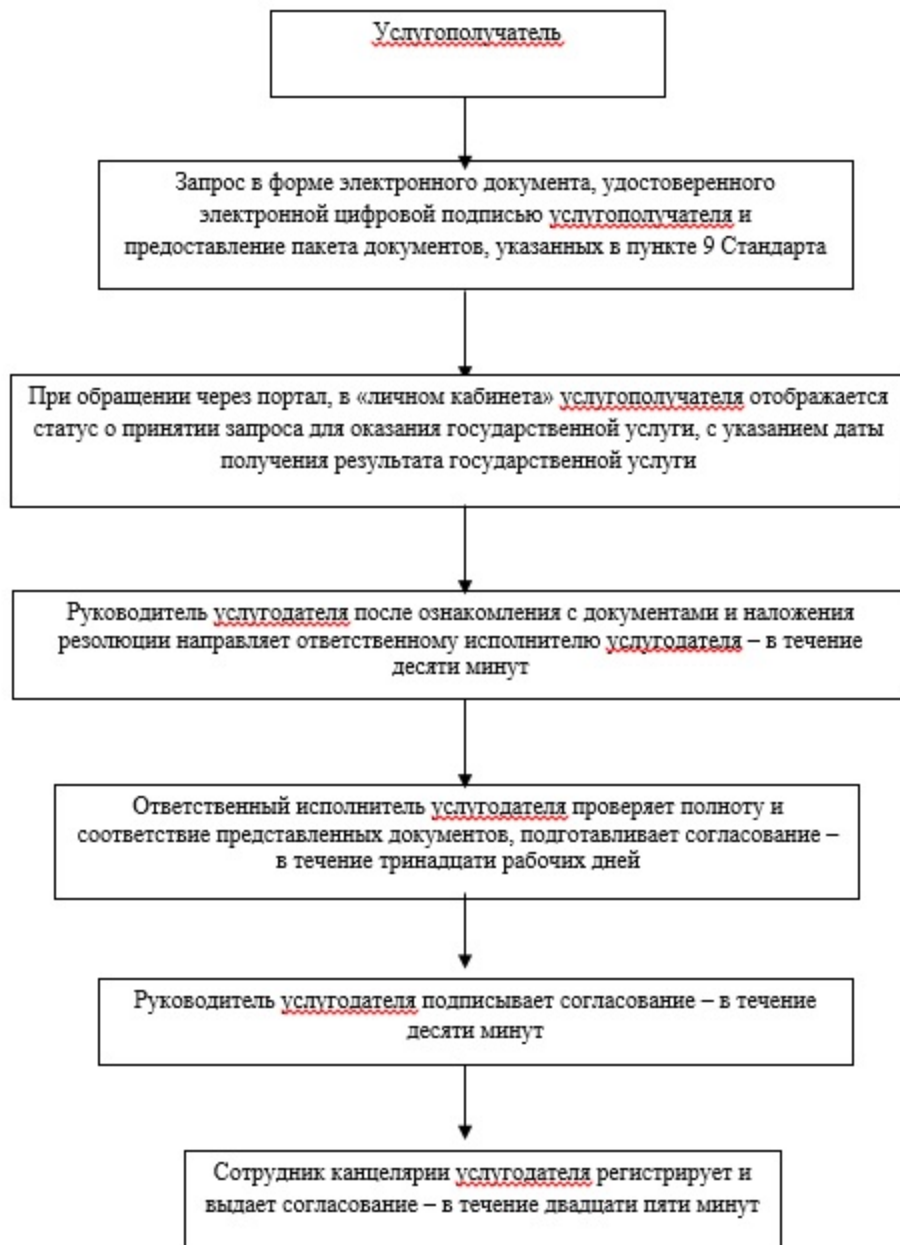 Услугополучатель
Запрос в форме электронного документа, удостоверенного
электронной цифровой подписью услугополучателя и
предоставление пакета документов, указанных в пункте 9 Стандарта
При обращении через портал, в «личном кабинета» услугополучателя отображается
статус о принятии запроса для оказания государственной услуги, с указанием даты
получения результата государственной услуги
Руководитель услугодателя после ознакомления с документами и наложения
резолюции направляет ответственному исполнителю услугодателя – в течение
десяти минут
Ответственный исполнитель услугодателя проверяет полноту и
соответствие представленных документов, подготавливает согласование –
в течение тринадцати рабочих дней
Руководитель услугодателя подписывает согласование – в течение
десяти минут
Сотрудник канцелярии услугодателя регистрирует и
выдает согласование – в течение двадцати пяти минут